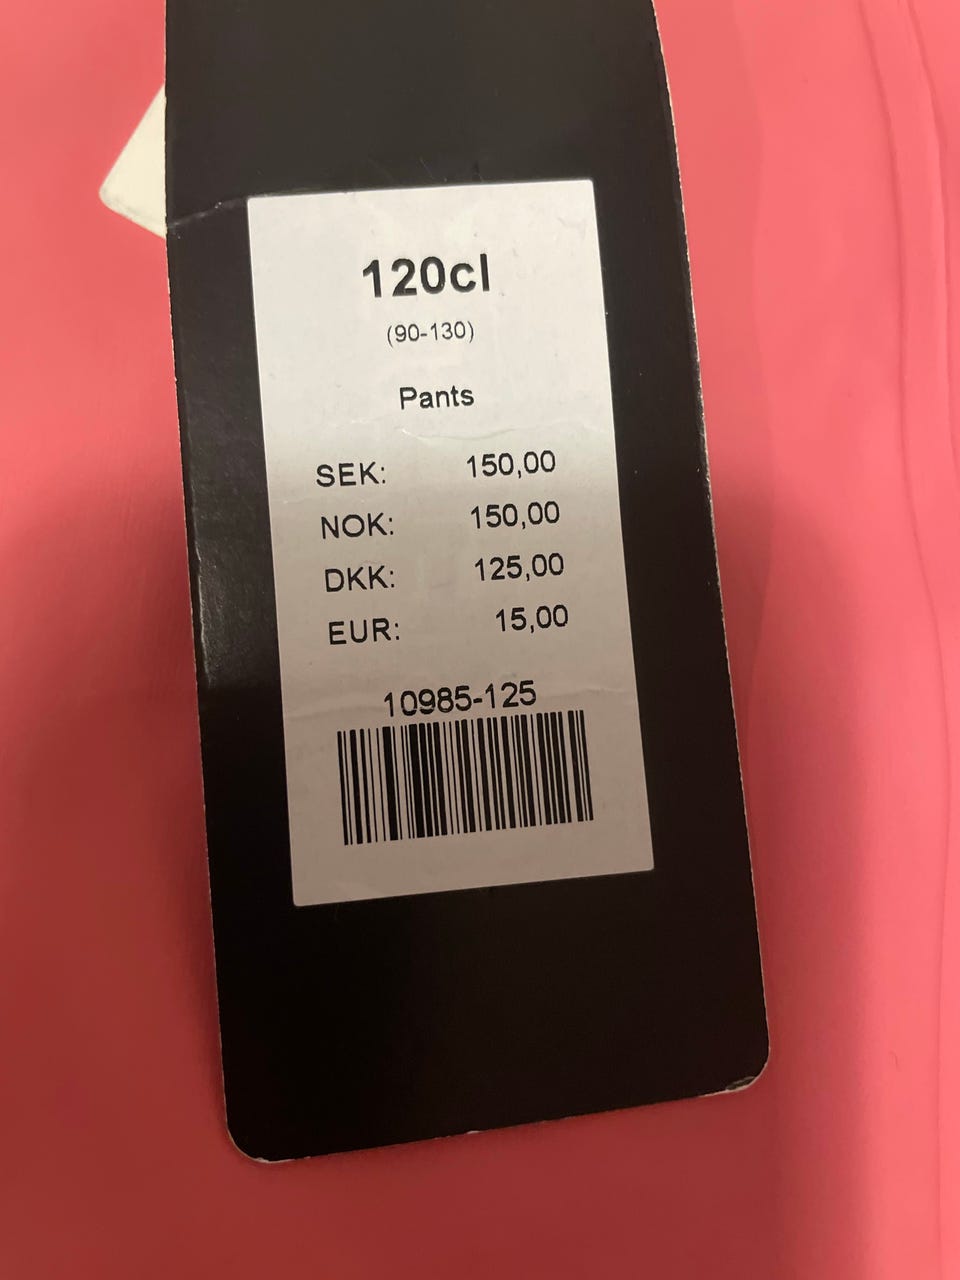 120cl
(90-130)
Pants
SEK: 150,00
NOK: 150,00
DKK: 125,00
EUR: 15,00
10985-125